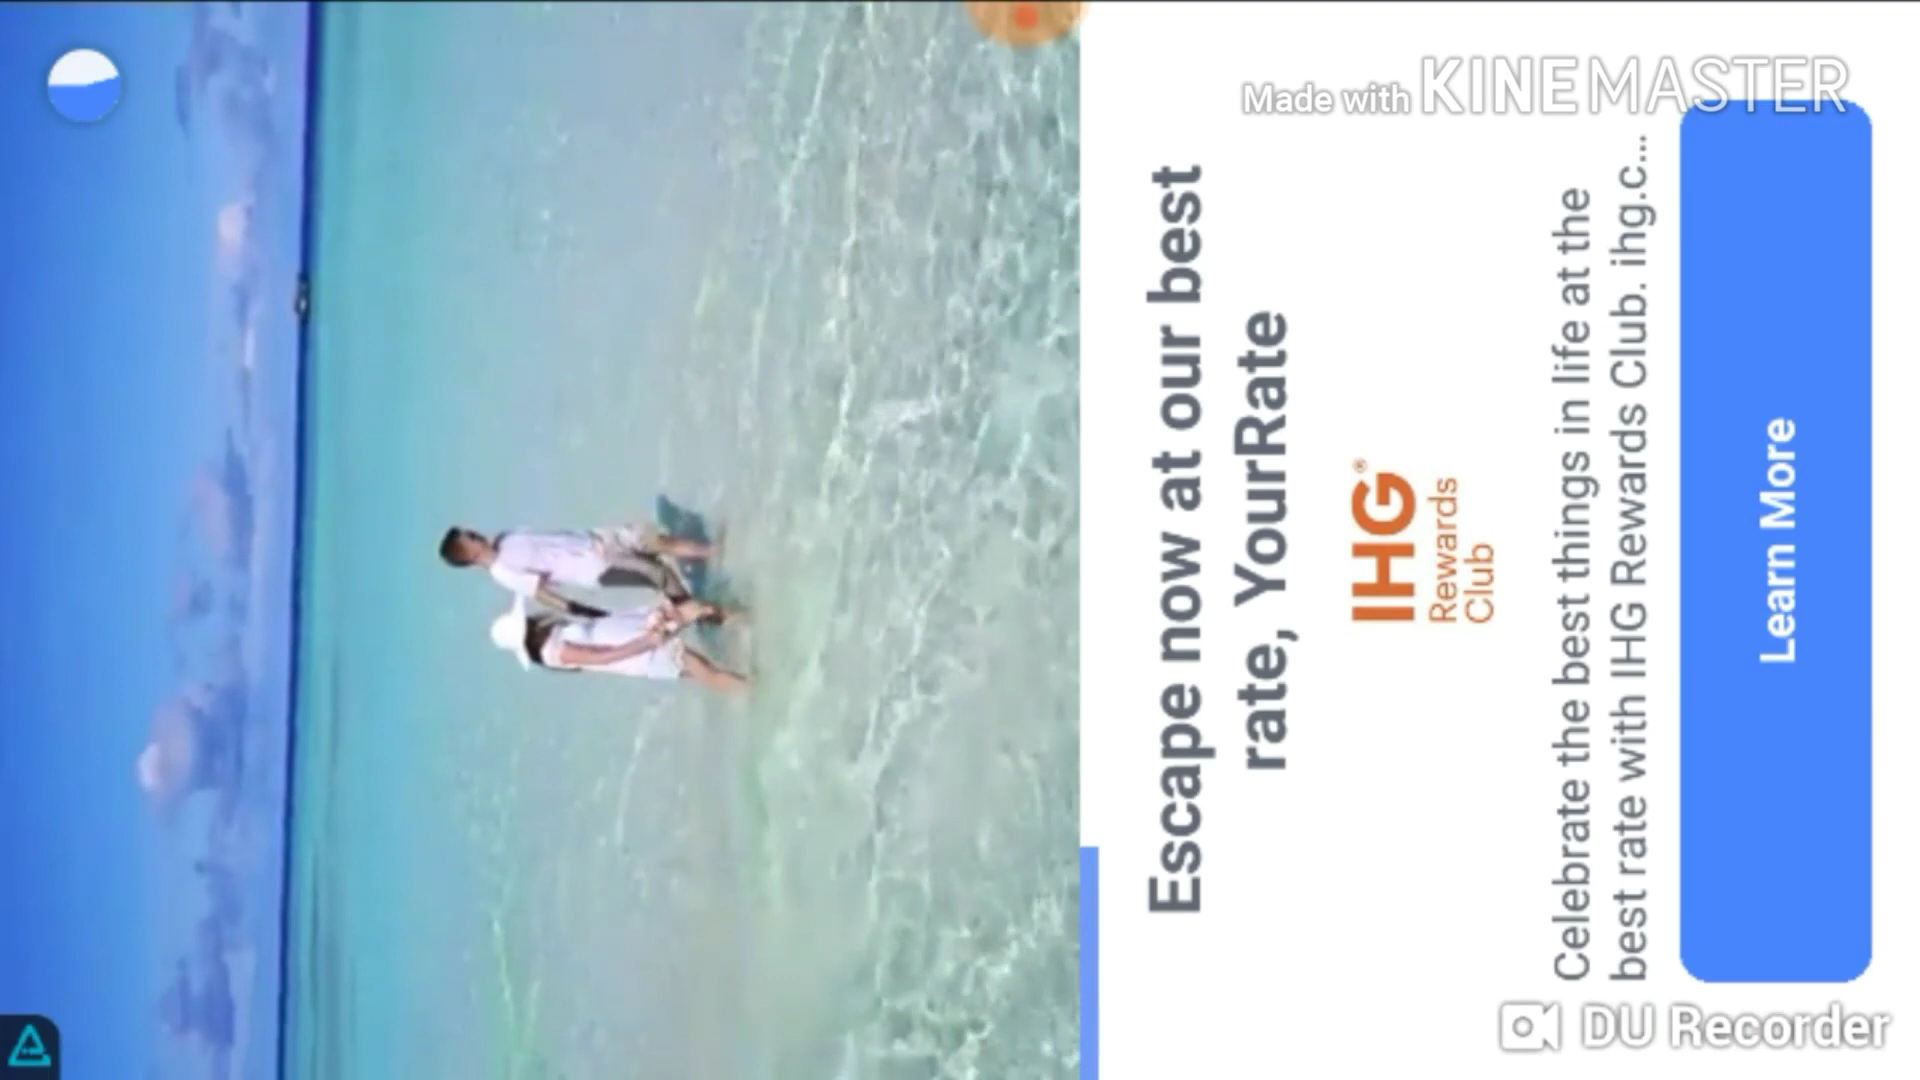 Made with KINEMASTER
Escape now at our best
rate, YourRate
IHG®
Rewards
Club
Celebrate the best things in life at the
best rate with IHG Rewards Club. ihg.c...
Learn More
DU Recorder